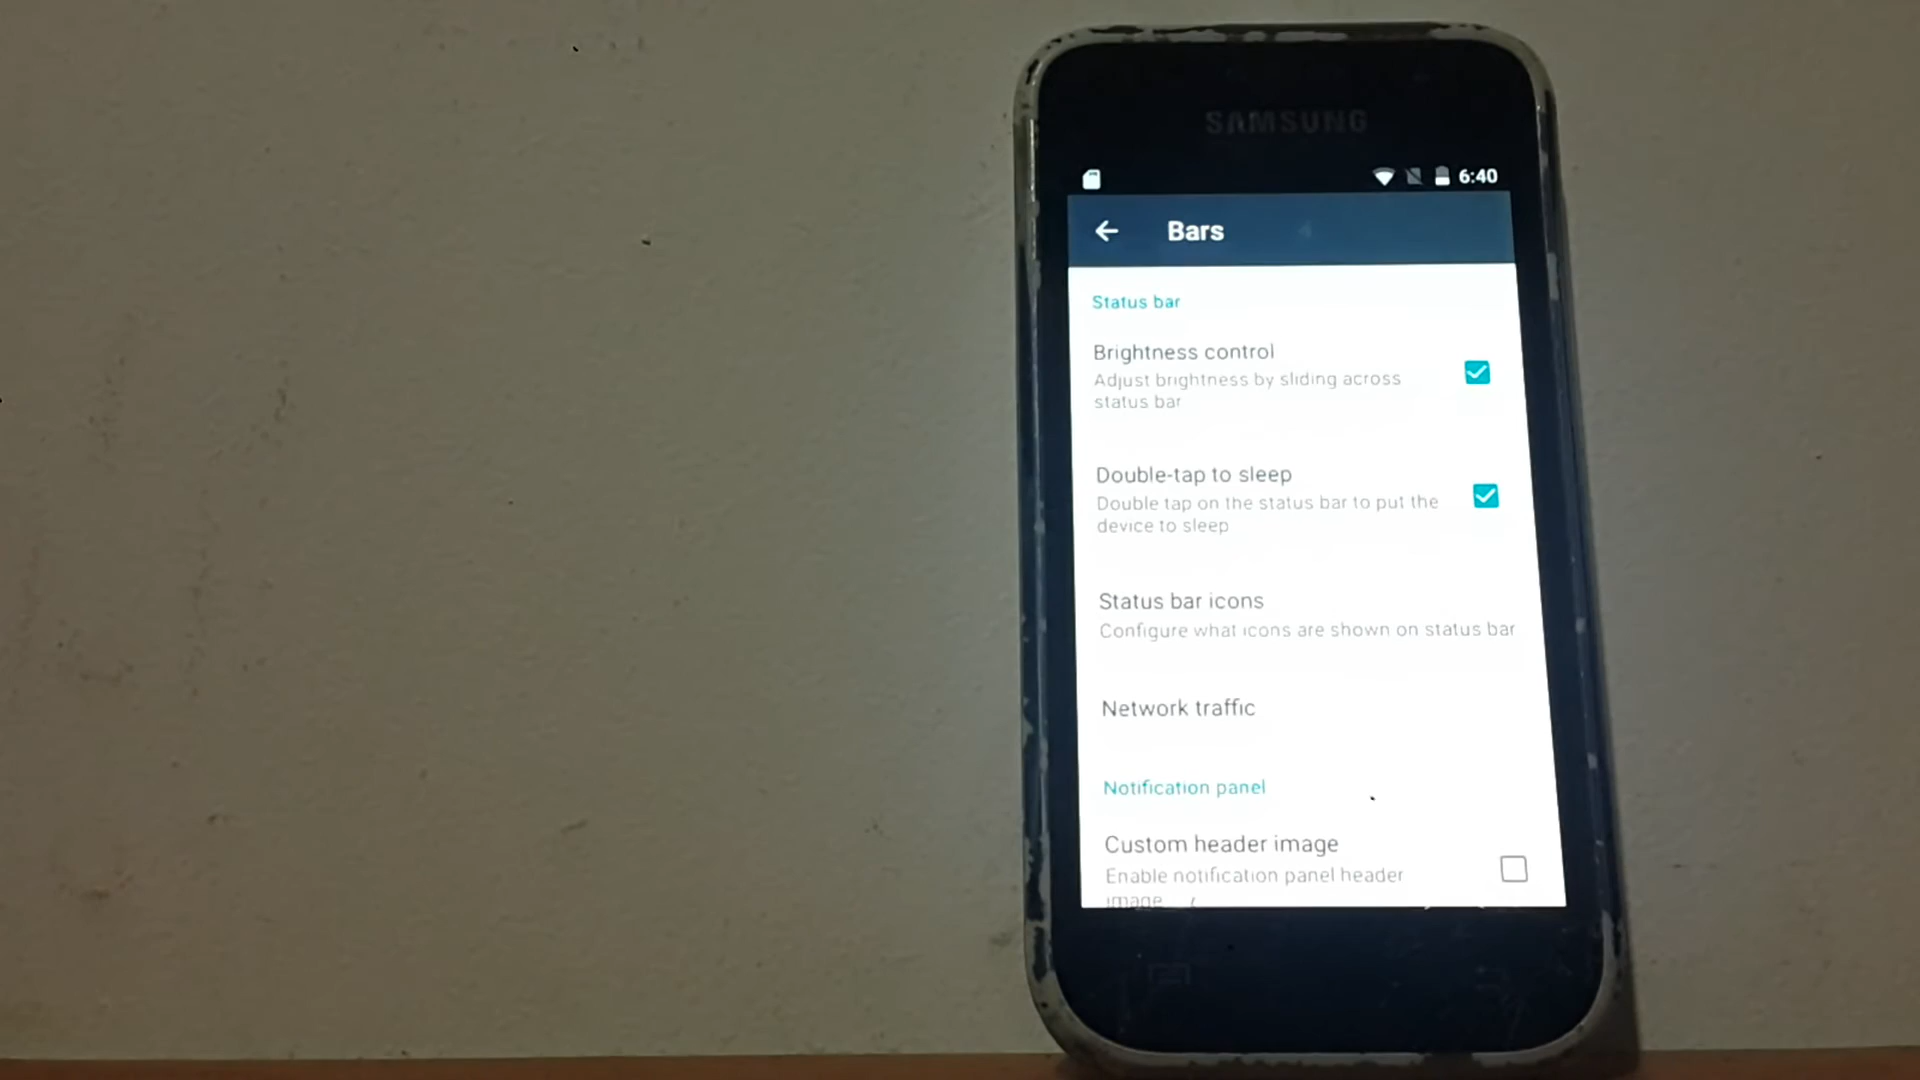 SAMSUNG
6:40
Bars
Status bar
Brightness control
Adjust brightness by sliding across
status bar
Double-tap to sleep
Double tap on the status bar to put the
device to sleep
Status bar icons
Configure what icons are shown on status bar
Network traffic
Notification panel
Custom header image
Enable notification panel header
image